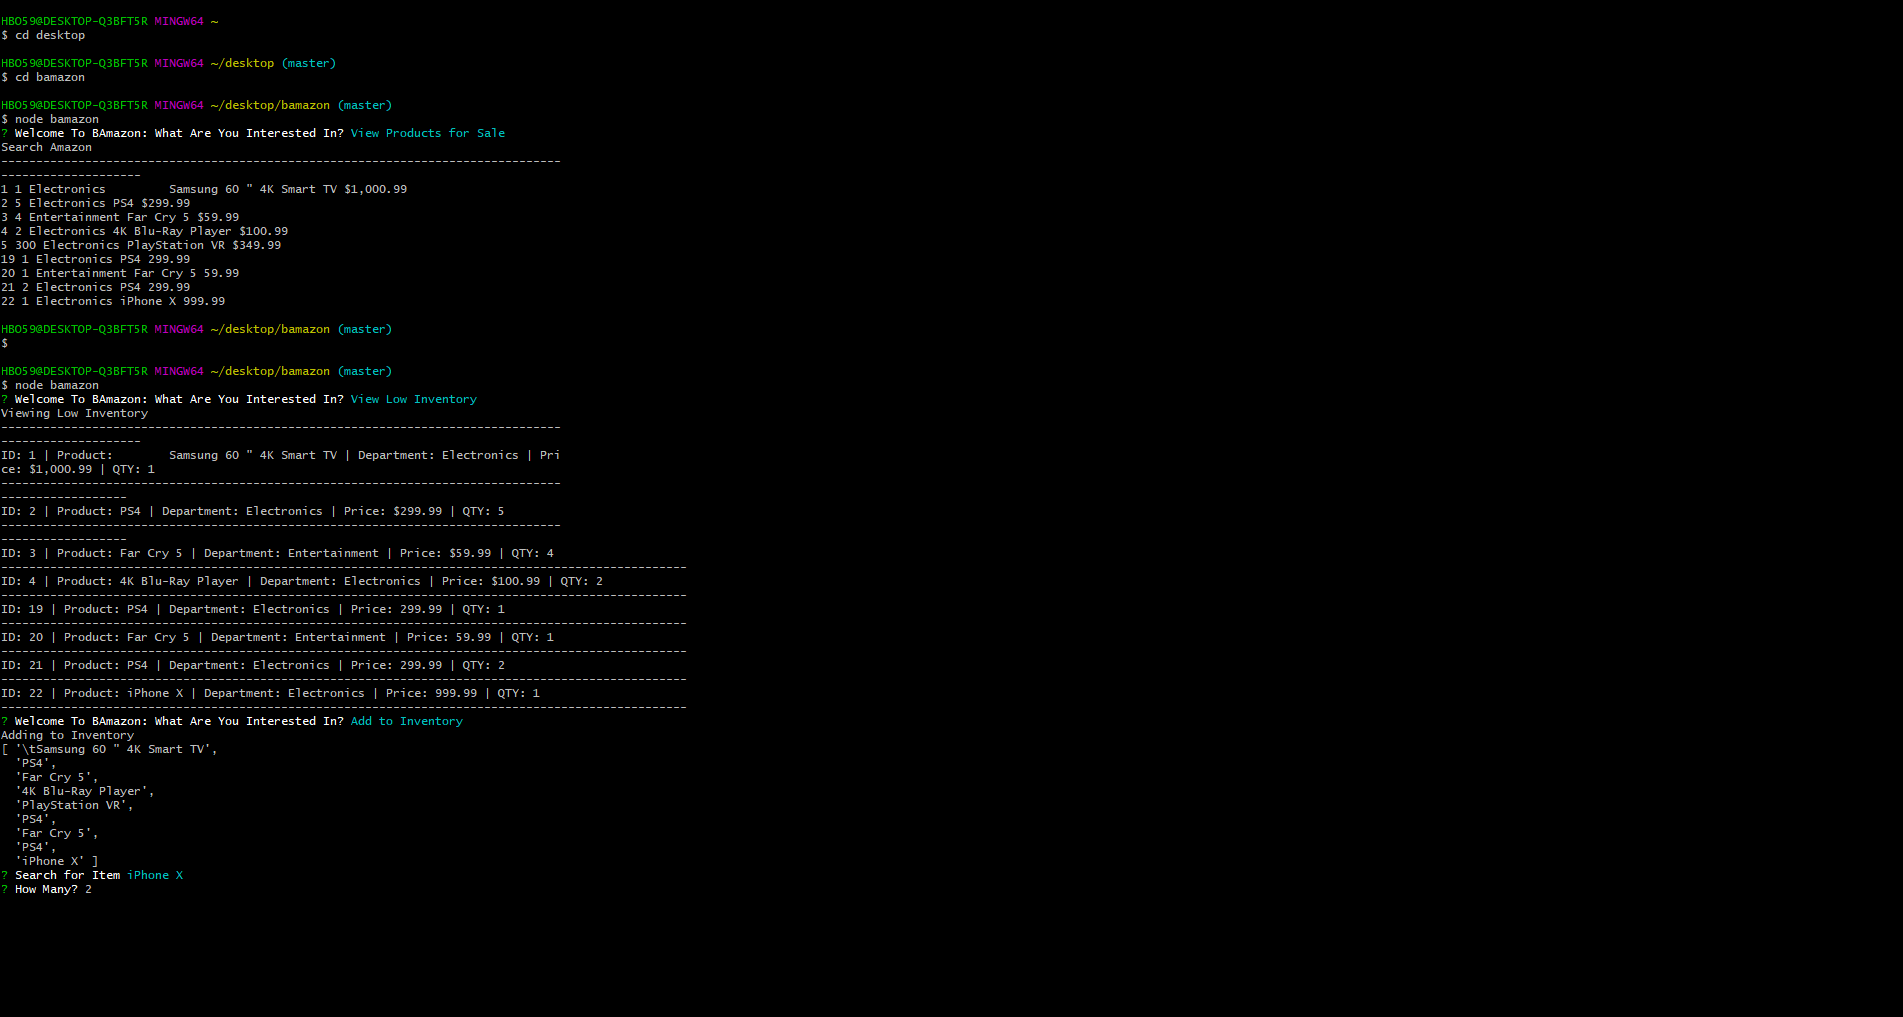 HBO59@DESKTOP-Q3BFT5R MINGW64 ~
$ cd desktop
HBO59@DESKTOP-Q3BFT5R MINGW64 ~/desktop (master)
$ cd bamazon
HBO59@DESKTOP-Q3BFT5R MINGW64 ~/desktop/bamazon (master)
$ node bamazon
? Welcome To BAmazon: What Are You Interested In? View Products for Sale
Search Amazon
--------------------------------------------------------------------------------
--------------------
1 1 Electronics         Samsung 60 " 4K Smart TV $1,000.99
2 5 Electronics PS4 $299.99
3 4 Entertainment Far Cry 5 $59.99
4 2 Electronics 4K Blu-Ray Player $100.99
5 300 Electronics PlayStation VR $349.99
19 1 Electronics PS4 299.99
20 1 Entertainment Far Cry 5 59.99
21 2 Electronics PS4 299.99
22 1 Electronics iPhone X 999.99
HBO59@DESKTOP-Q3BFT5R MINGW64 ~/desktop/bamazon (master)
$
HBO59@DESKTOP-Q3BFT5R MINGW64 ~/desktop/bamazon (master)
$ node bamazon
? Welcome To BAmazon: What Are You Interested In? View Low Inventory
Viewing Low Inventory
--------------------------------------------------------------------------------
--------------------
ID: 1 | Product:        Samsung 60 " 4K Smart TV | Department: Electronics | Pri
ce: $1,000.99 | QTY: 1
--------------------------------------------------------------------------------
------------------
ID: 2 | Product: PS4 | Department: Electronics | Price: $299.99 | QTY: 5
--------------------------------------------------------------------------------
------------------
ID: 3 | Product: Far Cry 5 | Department: Entertainment | Price: $59.99 | QTY: 4
--------------------------------------------------------------------------------------------------
ID: 4 | Product: 4K Blu-Ray Player | Department: Electronics | Price: $100.99 | QTY: 2
--------------------------------------------------------------------------------------------------
ID: 19 | Product: PS4 | Department: Electronics | Price: 299.99 | QTY: 1
--------------------------------------------------------------------------------------------------
ID: 20 | Product: Far Cry 5 | Department: Entertainment | Price: 59.99 | QTY: 1
--------------------------------------------------------------------------------------------------
ID: 21 | Product: PS4 | Department: Electronics | Price: 299.99 | QTY: 2
--------------------------------------------------------------------------------------------------
ID: 22 | Product: iPhone X | Department: Electronics | Price: 999.99 | QTY: 1
--------------------------------------------------------------------------------------------------
? Welcome To BAmazon: What Are You Interested In? Add to Inventory
Adding to Inventory
[ '\tSamsung 60 " 4K Smart TV',
  'PS4',
  'Far Cry 5',
  '4K Blu-Ray Player',
  'PlayStation VR',
  'PS4',
  'Far Cry 5',
  'PS4',
  'iPhone X' ]
? Search for Item iPhone X
? How Many? 2